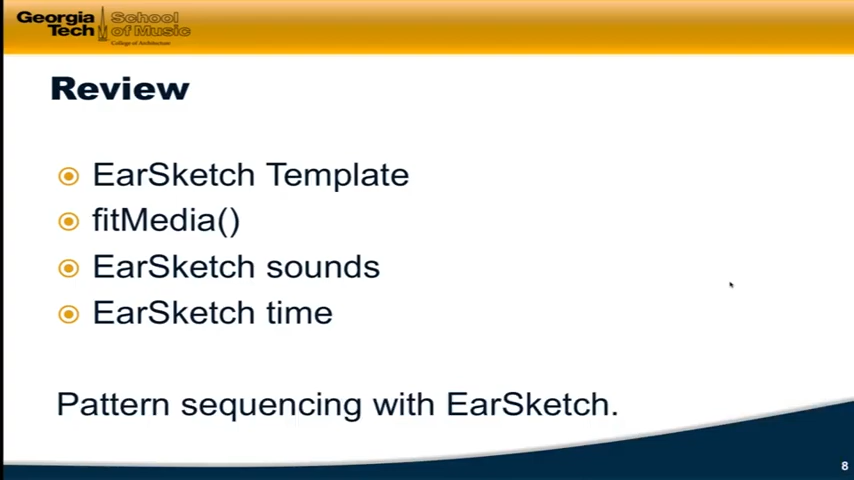 Georgia Tech
School of Music
College of Architecture
Review
EarSketch Template
fitMedia()
EarSketch sounds
EarSketch time
Pattern sequencing with EarSketch.
8